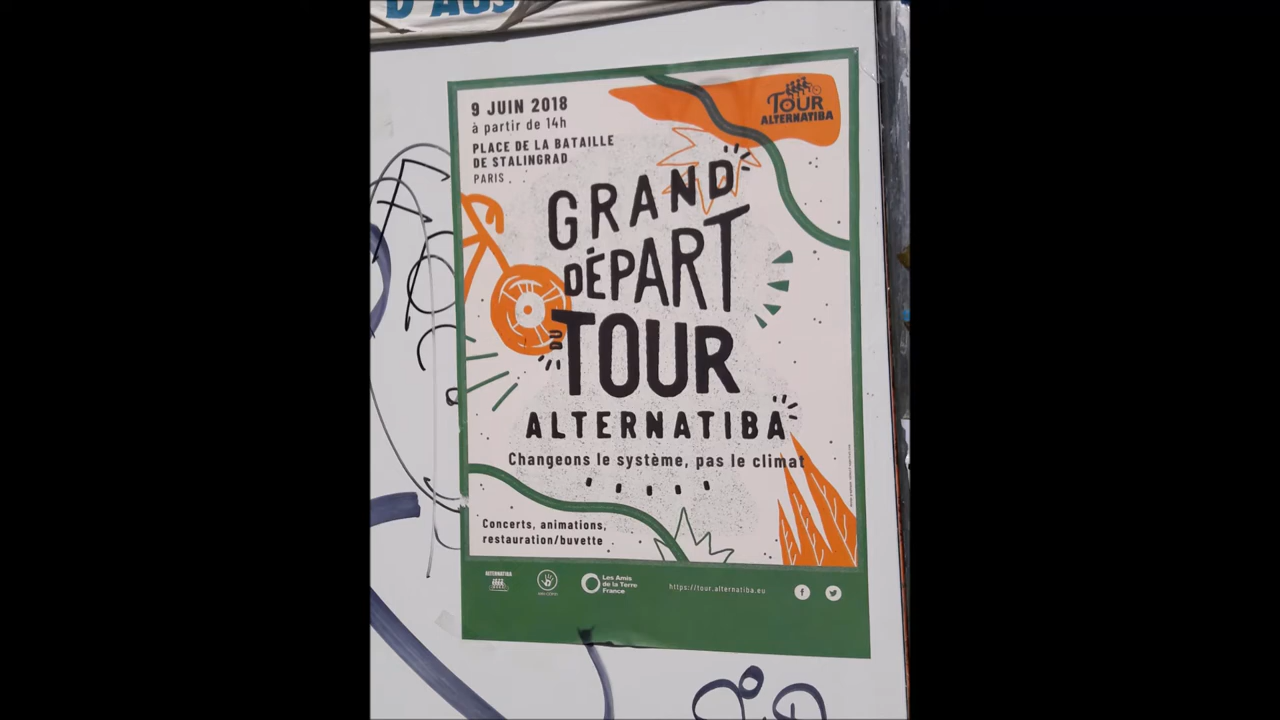 D'AUS
9 JUIN 2018
à partir de 14h
PLACE DE LA BATAILLE
DE STALINGRAD
PARIS
TOUR
ALTERNATIBA
GRAND
DÉPART
DU TOUR
ALTERNATIBA
Changeons le système, pas le climat
Concerts, animations,
restauration/buvette
ALTERNATIBA
Les Amis
de la Terre
France
https://tour.alternatiba.eu